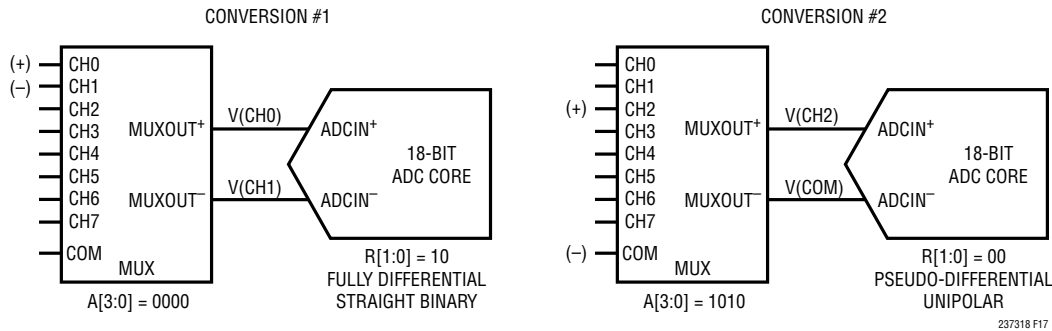 CONVERSION #1
(+)
(–)
CH0
CH1
CH2
CH3
CH4
CH5
CH6
CH7
COM
MUXOUT+
MUXOUT–
MUX
A[3:0] = 0000
V(CH0)
V(CH1)
ADCIN+
18-BIT
ADC CORE
ADCIN–
R[1:0] = 10
FULLY DIFFERENTIAL
STRAIGHT BINARY
CONVERSION #2
(+)
(–)
CH0
CH1
CH2
CH3
CH4
CH5
CH6
CH7
COM
MUXOUT+
MUXOUT–
MUX
A[3:0] = 1010
V(CH2)
V(COM)
ADCIN+
18-BIT
ADC CORE
ADCIN–
R[1:0] = 00
PSEUDO-DIFFERENTIAL
UNIPOLAR
237318 F17